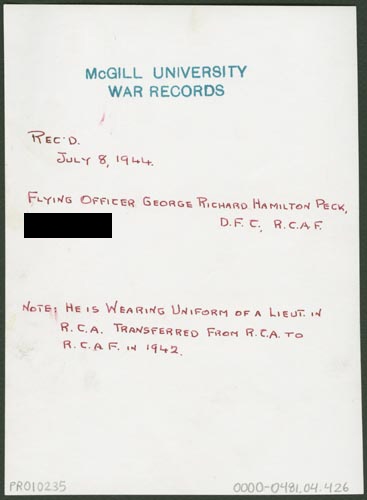 McGILL UNIVERSITY
WAR RECORDS
REC'D.
JULY 8, 1944.
FLYING OFFICER GEORGE RICHARD HAMILTON PECK,
D.F.C., R.C.A.F.
NOTE: HE IS WEARING UNIFORM OF A LIEUT. IN
R.C.A. TRANSFERRED FROM R.C.A. TO
R.C.A.F. IN 1942.
PR010235
0000-0481.04.426